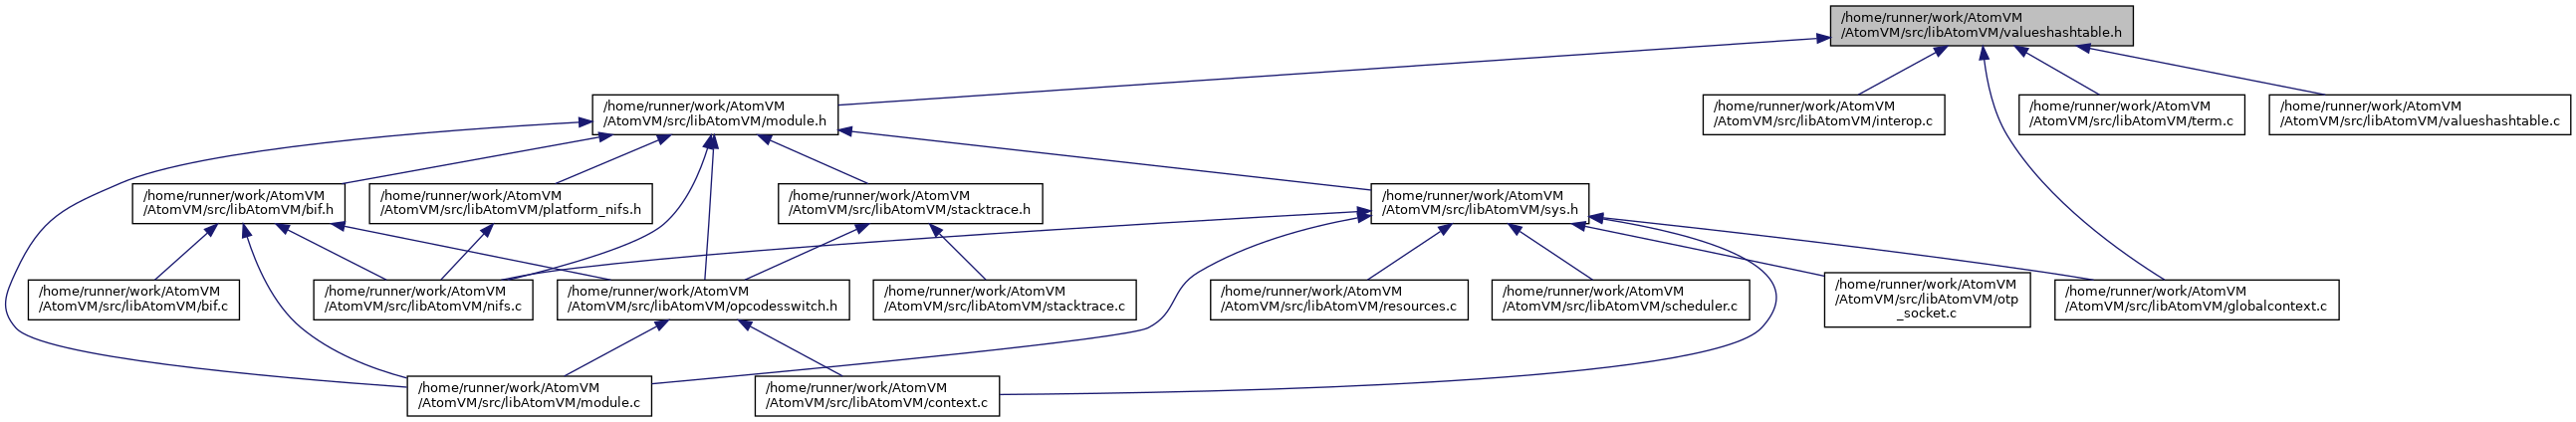 /home/runner/work/AtomVM
/AtomVM/src/libAtomVM/valueshashtable.h
/home/runner/work/AtomVM
/AtomVM/src/libAtomVM/module.h
/home/runner/work/AtomVM
/AtomVM/src/libAtomVM/interop.c
/home/runner/work/AtomVM
/AtomVM/src/libAtomVM/term.c
/home/runner/work/AtomVM
/AtomVM/src/libAtomVM/valueshashtable.c
/home/runner/work/AtomVM
/AtomVM/src/libAtomVM/bif.h
/home/runner/work/AtomVM
/AtomVM/src/libAtomVM/platform_nifs.h
/home/runner/work/AtomVM
/AtomVM/src/libAtomVM/stacktrace.h
/home/runner/work/AtomVM
/AtomVM/src/libAtomVM/sys.h
/home/runner/work/AtomVM
/AtomVM/src/libAtomVM/bif.c
/home/runner/work/AtomVM
/AtomVM/src/libAtomVM/nifs.c
/home/runner/work/AtomVM
/AtomVM/src/libAtomVM/opcodesswitch.h
/home/runner/work/AtomVM
/AtomVM/src/libAtomVM/stacktrace.c
/home/runner/work/AtomVM
/AtomVM/src/libAtomVM/resources.c
/home/runner/work/AtomVM
/AtomVM/src/libAtomVM/scheduler.c
/home/runner/work/AtomVM
/AtomVM/src/libAtomVM/otp
_socket.c
/home/runner/work/AtomVM
/AtomVM/src/libAtomVM/globalcontext.c
/home/runner/work/AtomVM
/AtomVM/src/libAtomVM/module.c
/home/runner/work/AtomVM
/AtomVM/src/libAtomVM/context.c